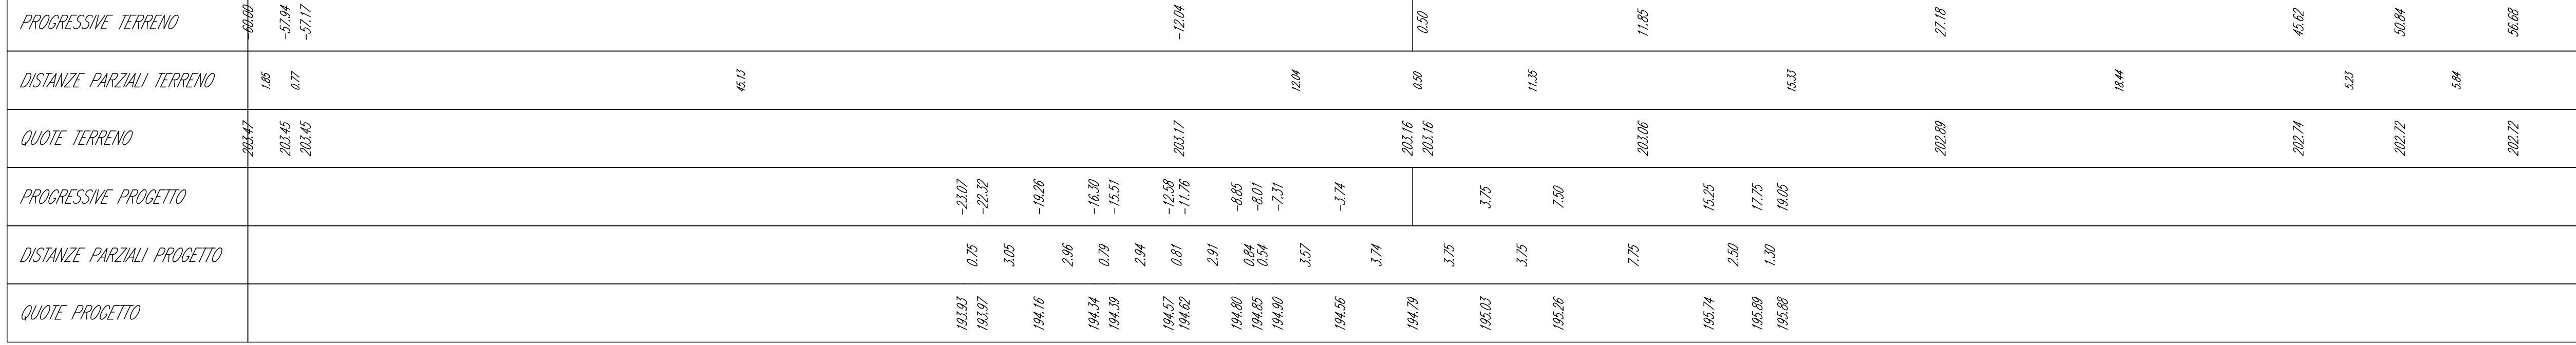 PROGRESSIVE TERRENO -60.00 -57.94 -57.17 -12.04 0.50 11.85 27.18 45.62 50.84 56.68
DISTANZE PARZIALI TERRENO 1.85 0.77 45.13 12.04 0.50 11.35 15.33 18.44 5.23 5.84
QUOTE TERRENO 203.47 203.45 203.45 203.17 203.16 203.16 203.06 202.89 202.74 202.72 202.72
PROGRESSIVE PROGETTO -23.07 -22.32 -19.26 -16.30 -15.51 -12.58 -11.76 -8.85 -8.01 -7.31 -3.74 3.75 7.50 15.25 17.75 19.05
DISTANZE PARZIALI PROGETTO 0.75 3.05 2.96 0.79 2.94 0.81 2.91 0.84 0.54 3.57 3.74 3.75 3.75 7.75 2.50 1.30
QUOTE PROGETTO 193.93 193.97 194.16 194.34 194.39 194.57 194.62 194.80 194.85 194.90 194.56 194.79 195.03 195.26 195.74 195.89 195.88